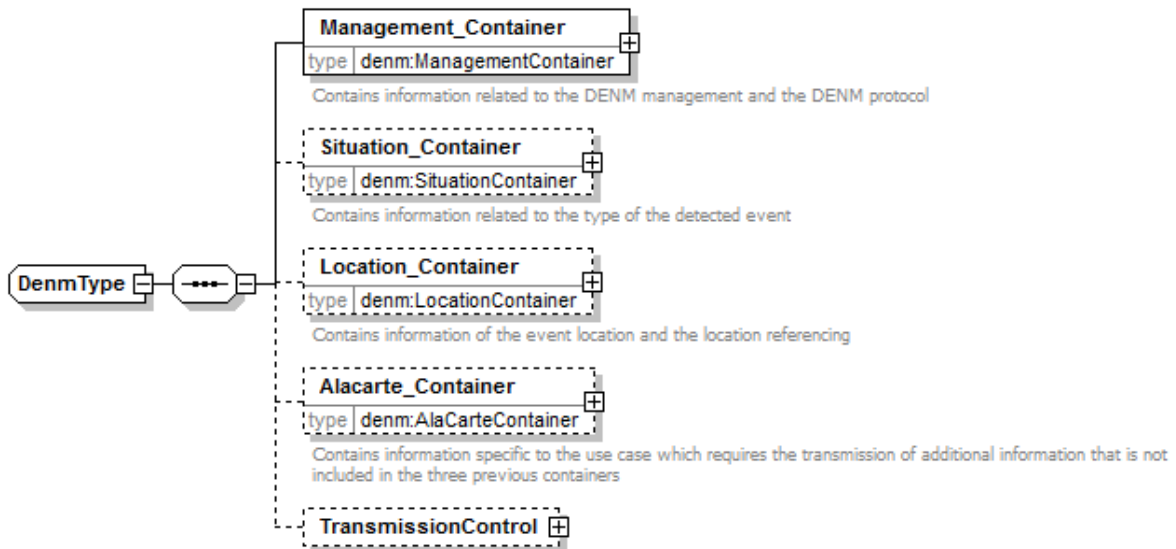 Management_Container
type denm:ManagementContainer
Contains information related to the DENM management and the DENM protocol
Situation_Container
type denm:SituationContainer
Contains information related to the type of the detected event
DenmType
Location_Container
type denm:LocationContainer
Contains information of the event location and the location referencing
Alacarte_Container
type denm:AlaCarteContainer
Contains information specific to the use case which requires the transmission of additional information that is not
included in the three previous containers
TransmissionControl